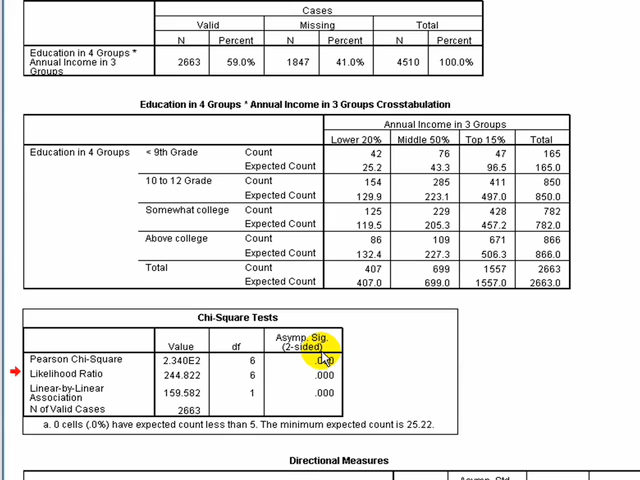 Cases
Valid Missing Total
N Percent N Percent N Percent
Education in 4 Groups *
Annual Income in 3
Groups
2663 59.0% 1847 41.0% 4510 100.0%
Education in 4 Groups * Annual Income in 3 Groups Crosstabulation
Annual Income in 3 Groups
Lower 20% Middle 50% Top 15% Total
Education in 4 Groups < 9th Grade Count 42 76 47 165
Expected Count 25.2 43.3 96.5 165.0
10 to 12 Grade Count 154 285 411 850
Expected Count 129.9 223.1 497.0 850.0
Somewhat college Count 125 229 428 782
Expected Count 119.5 205.3 457.2 782.0
Above college Count 86 109 671 866
Expected Count 132.4 227.3 506.3 866.0
Total Count 407 699 1557 2663
Expected Count 407.0 699.0 1557.0 2663.0
Chi-Square Tests
Value df Asymp. Sig.
(2-sided)
Pearson Chi-Square 2.340E2 6
Likelihood Ratio 244.822 6 .000
Linear-by-Linear
Association
159.582 1 .000
N of Valid Cases 2663
a. 0 cells (.0%) have expected count less than 5. The minimum expected count is 25.22.
Directional Measures